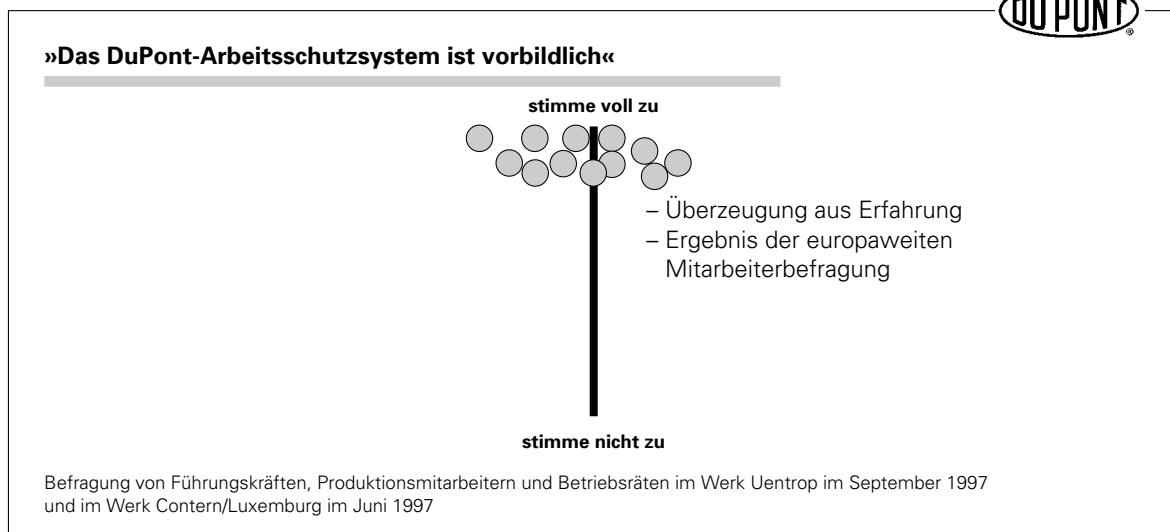 DU PONT
®
»Das DuPont-Arbeitsschutzsystem ist vorbildlich«
stimme voll zu
– Überzeugung aus Erfahrung
– Ergebnis der europaweiten
Mitarbeiterbefragung
stimme nicht zu
Befragung von Führungskräften, Produktionsmitarbeitern und Betriebsräten im Werk Uentrop im September 1997
und im Werk Contern/Luxemburg im Juni 1997